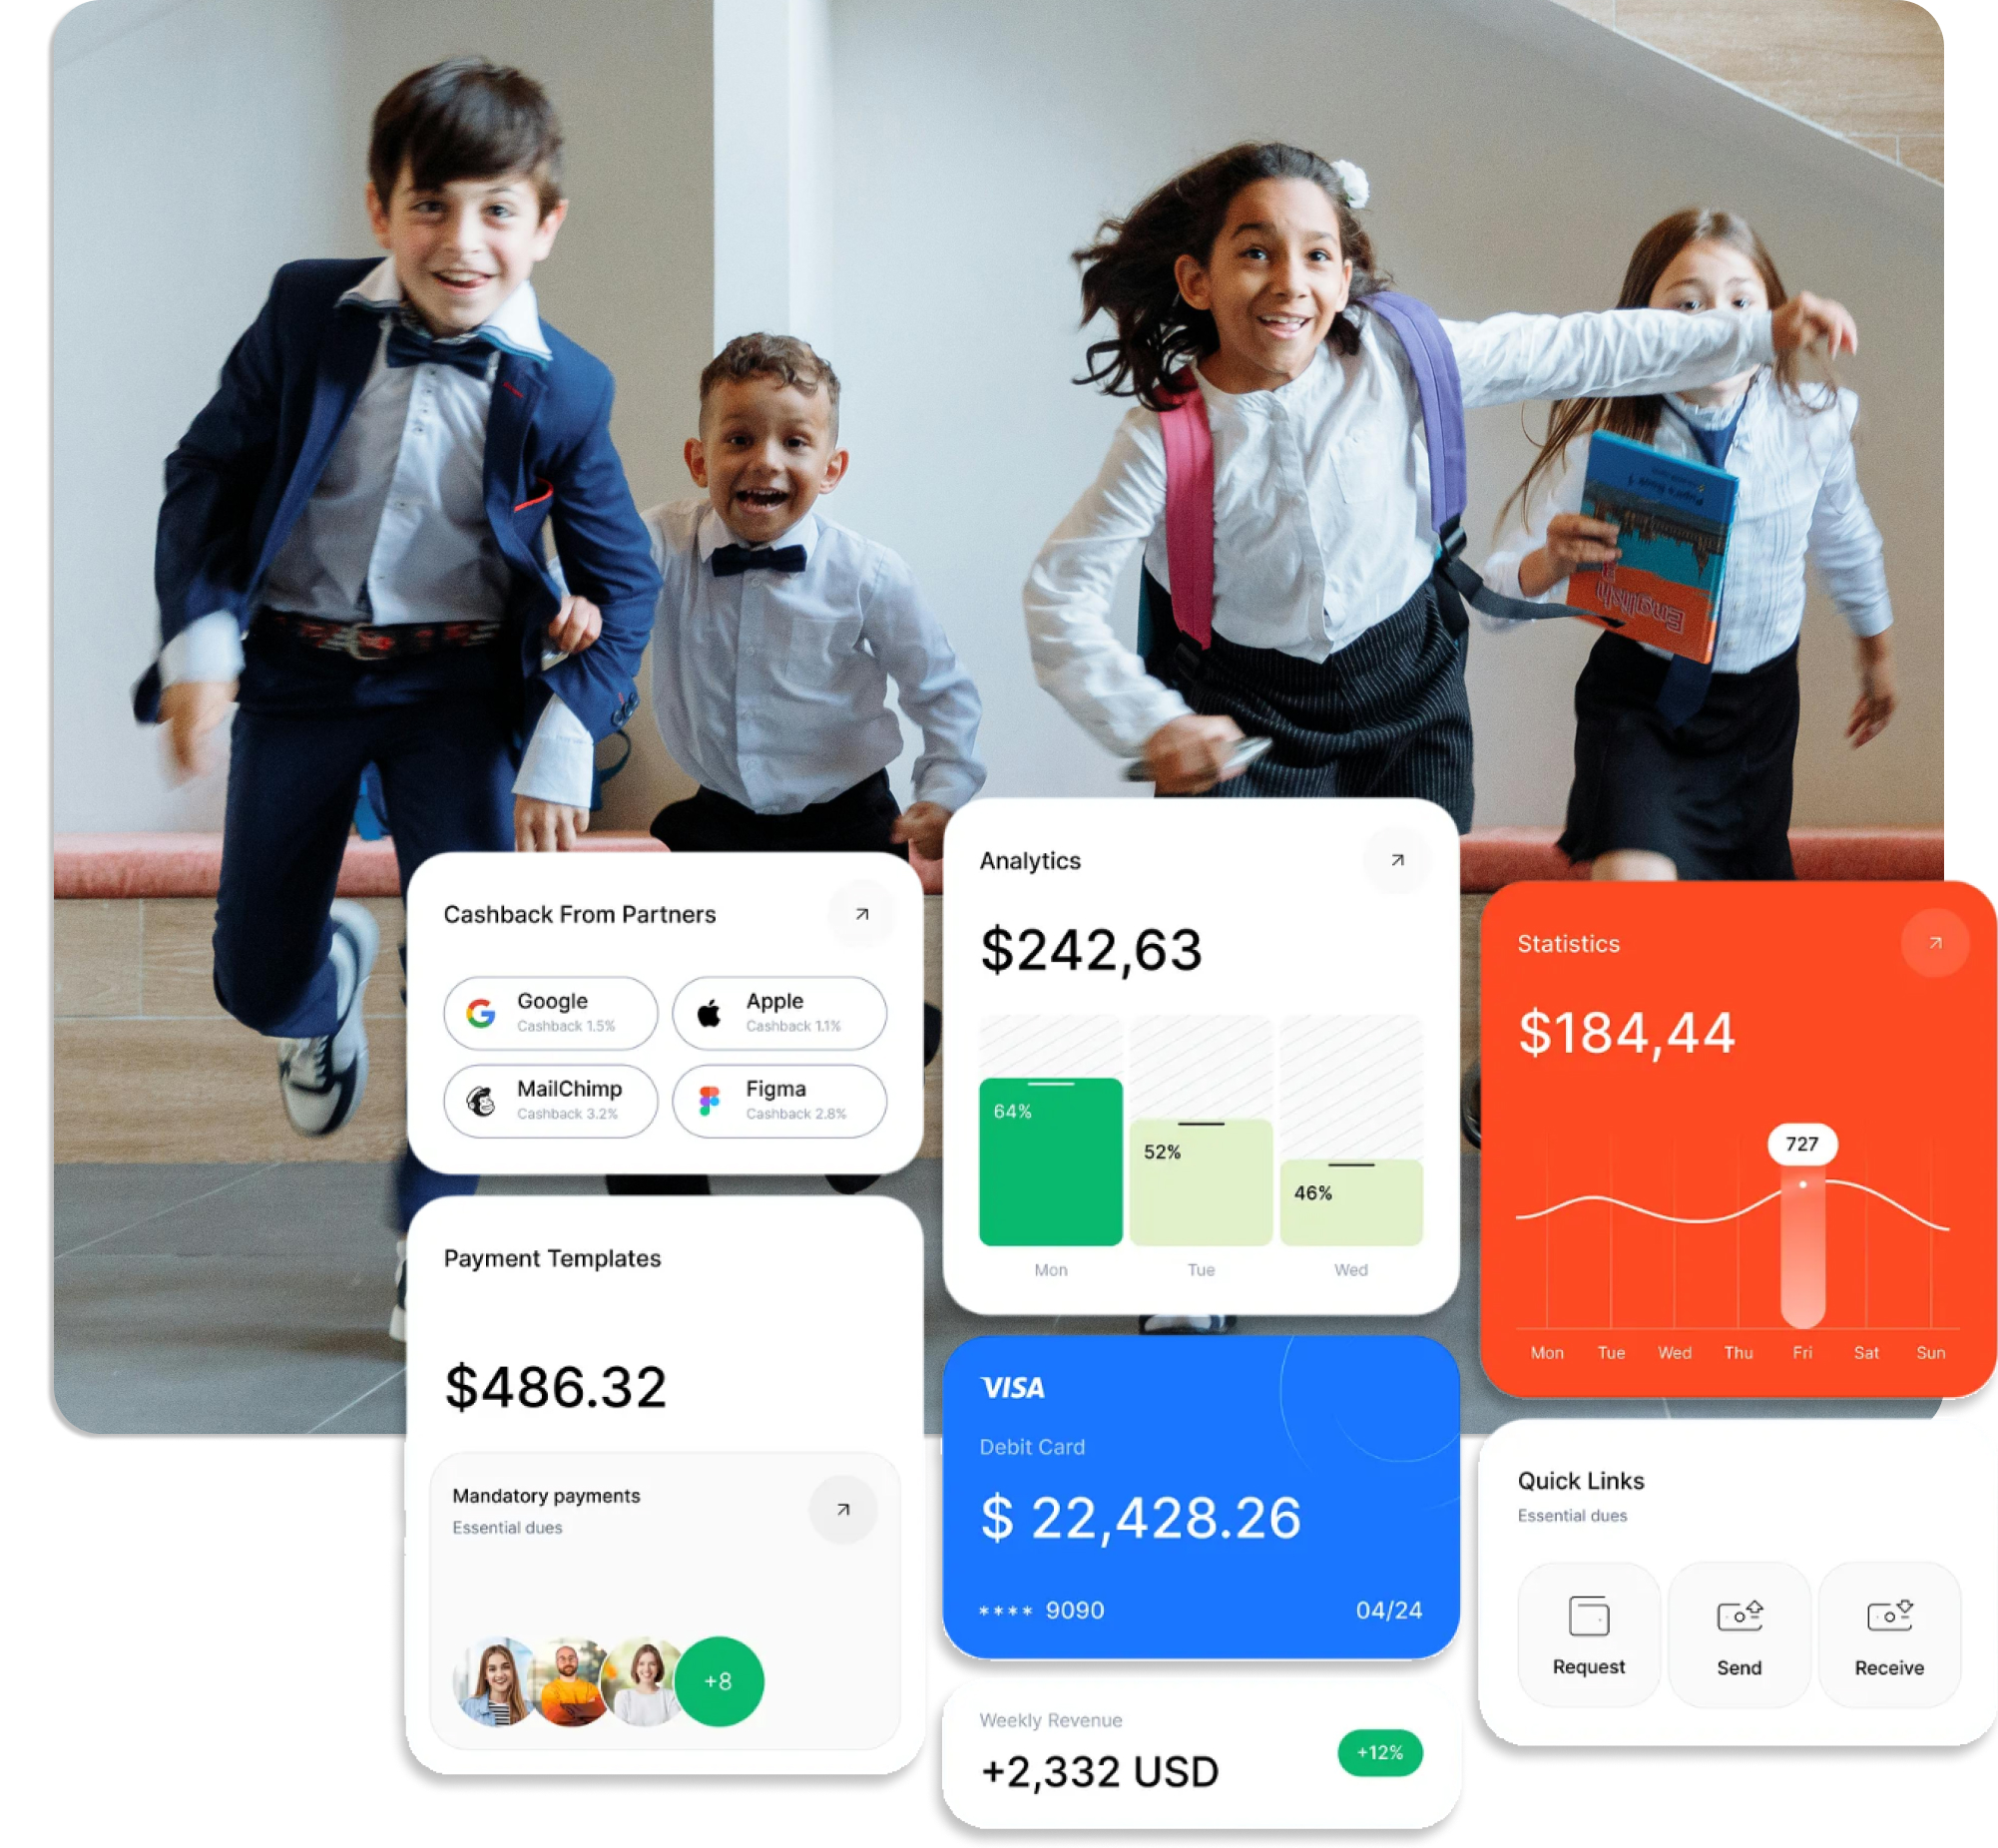 English
Cashback From Partners
Google
Cashback 1.5%
Apple
Cashback 1.1%
MailChimp
Cashback 3.2%
Figma
Cashback 2.8%
Payment Templates
$486.32
Mandatory payments
Essential dues
+8
Analytics
$242,63
64%
52%
46%
Mon Tue Wed
VISA
Debit Card
$ 22,428.26
**** 9090 04/24
Weekly Revenue
+2,332 USD
+12%
Statistics
$184,44
727
Mon Tue Wed Thu Fri Sat Sun
Quick Links
Essential dues
Request Send Receive